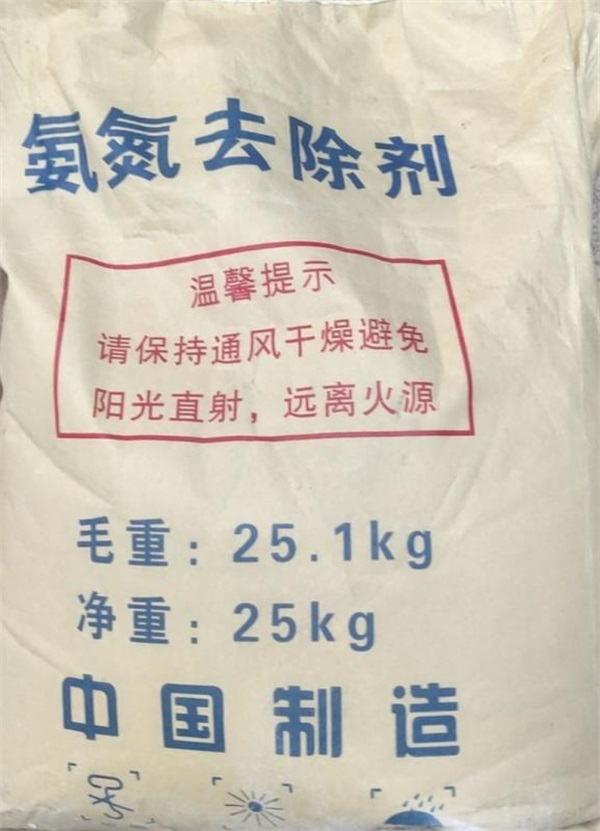 氨氮去除剂
温馨提示
请保持通风干燥避免
阳光直射，远离火源
毛重：25.1kg
净重：25kg
中国制造